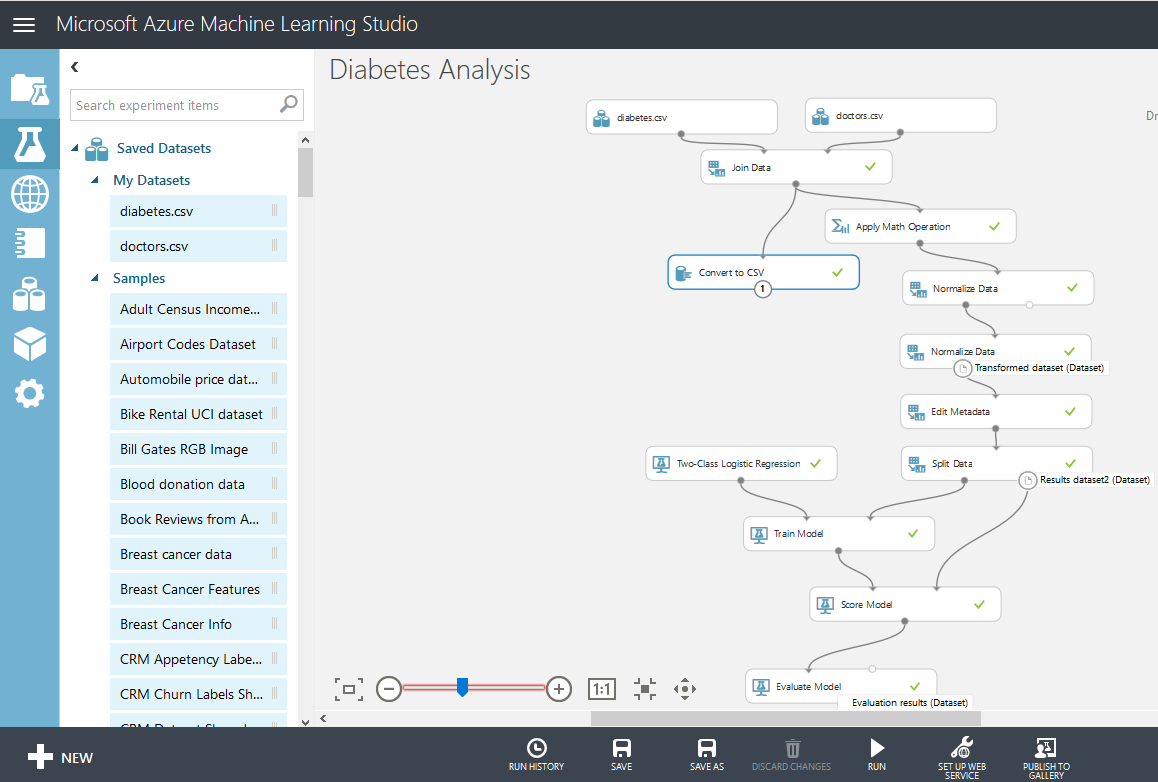 Microsoft Azure Machine Learning Studio
Search experiment items
Saved Datasets
My Datasets
diabetes.csv
doctors.csv
Samples
Adult Census Income...
Airport Codes Dataset
Automobile price dat...
Bike Rental UCI dataset
Bill Gates RGB Image
Blood donation data
Book Reviews from A...
Breast cancer data
Breast Cancer Features
Breast Cancer Info
CRM Appetency Labe...
CRM Churn Labels Sh...
Diabetes Analysis
Dr
diabetes.csv
doctors.csv
Join Data
Apply Math Operation
Convert to CSV
1
Normalize Data
Normalize Data
Transformed dataset (Dataset)
Edit Metadata
Two-Class Logistic Regression
Split Data
Results dataset2 (Dataset)
Train Model
Score Model
Evaluate Model
Evaluation results (Dataset)
1:1
NEW
RUN HISTORY
SAVE
SAVE AS
DISCARD CHANGES
RUN
SET UP WEB
SERVICE
PUBLISH TO
GALLERY